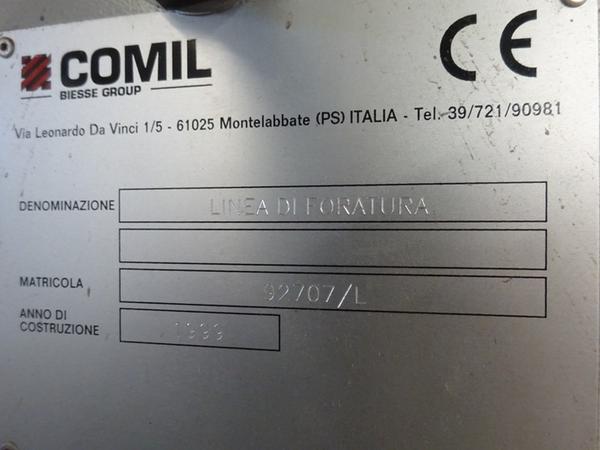 COMIL
BIESSE GROUP
CE
Via Leonardo Da Vinci 1/5 - 61025 Montelabbate (PS) ITALIA - Tel. 39/721/90981
DENOMINAZIONE LINEA DI FORATURA
MATRICOLA 92707/L
ANNO DI
COSTRUZIONE 1999